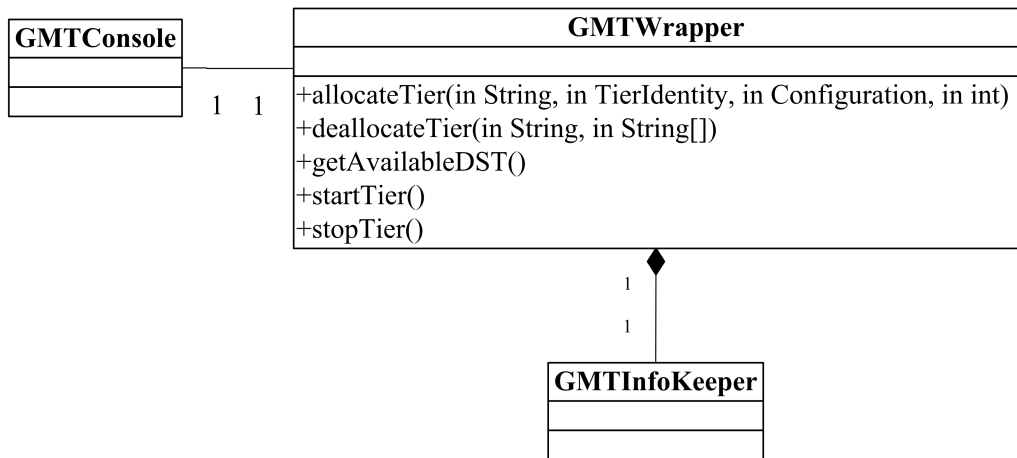 GMTConsole
GMTWrapper
+allocateTier(in String, in TierIdentity, in Configuration, in int)
+deallocateTier(in String, in String[])
+getAvailableDST()
+startTier()
+stopTier()
1 1
1
1
GMTInfoKeeper